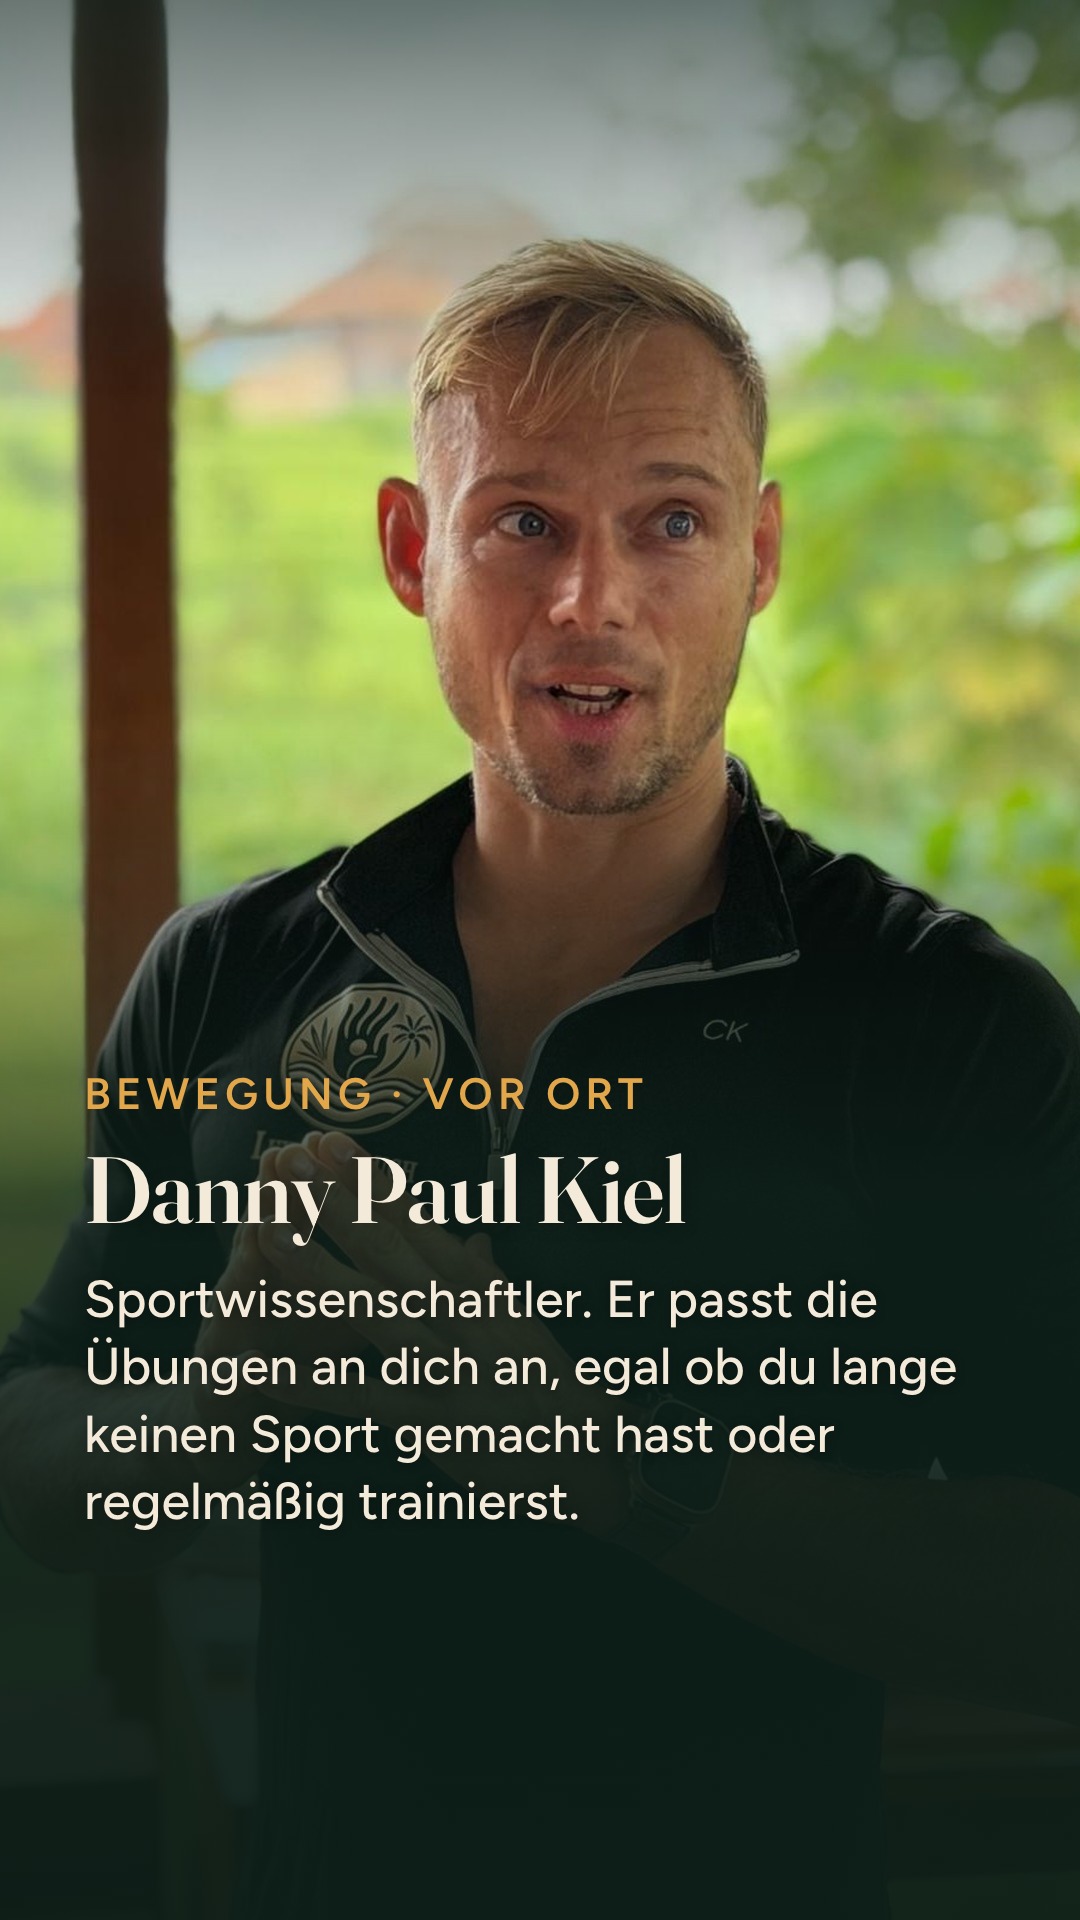 CK
BEWEGUNG · VOR ORT
Danny Paul Kiel
Sportwissenschaftler. Er passt die
Übungen an dich an, egal ob du lange
keinen Sport gemacht hast oder
regelmäßig trainierst.